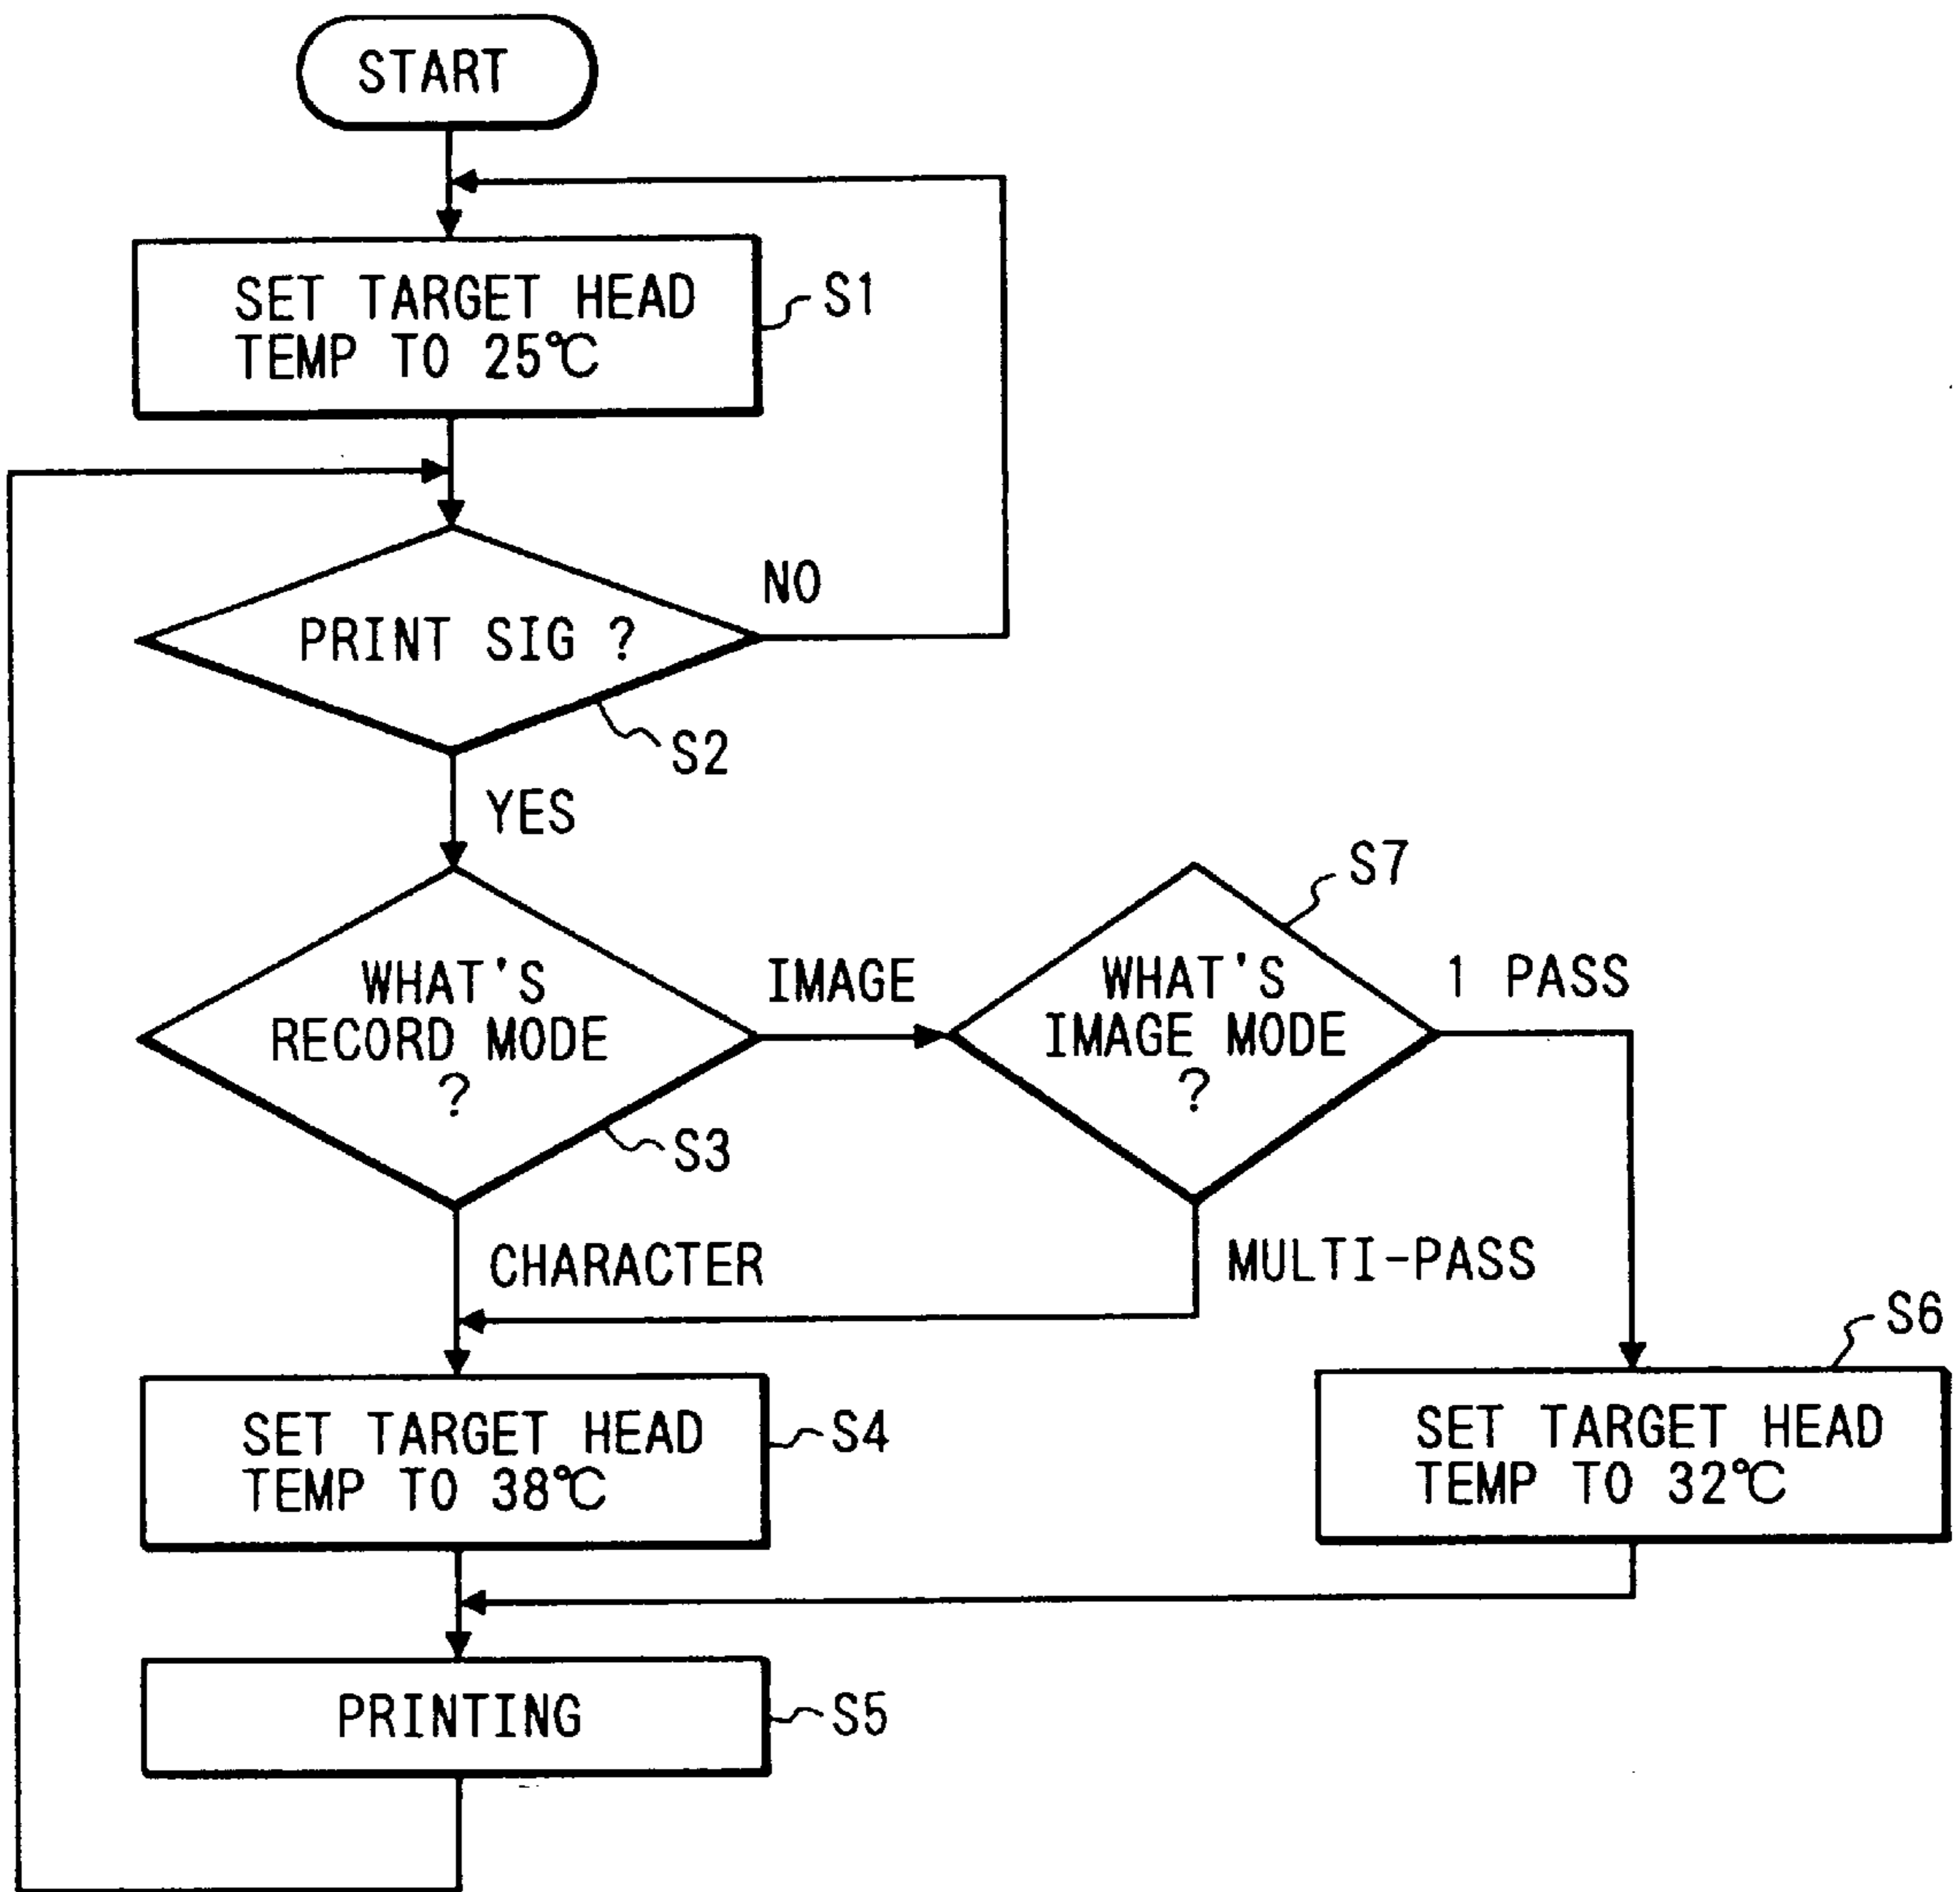 START
SET TARGET HEAD
TEMP TO 25℃
S1
PRINT SIG ?
NO
S2
YES
WHAT'S
RECORD MODE
?
S3
IMAGE
WHAT'S
IMAGE MODE
?
S7
1 PASS
CHARACTER
MULTI-PASS
SET TARGET HEAD
TEMP TO 38℃
S4
S6
SET TARGET HEAD
TEMP TO 32℃
PRINTING
S5